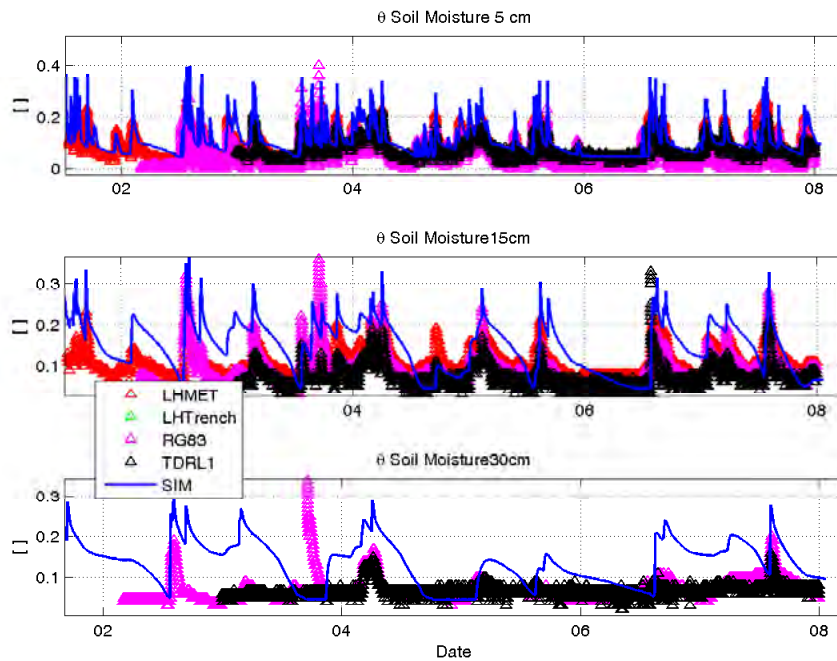 θ Soil Moisture 5 cm
0.4
0.2
0
[ ]
02
04
06
08
θ Soil Moisture15cm
0.3
0.2
0.1
[ ]
04
06
08
LHMET
LHTrench
RG83
TDRL1
SIM
θ Soil Moisture30cm
0.3
0.2
0.1
[ ]
02
04
06
08
Date